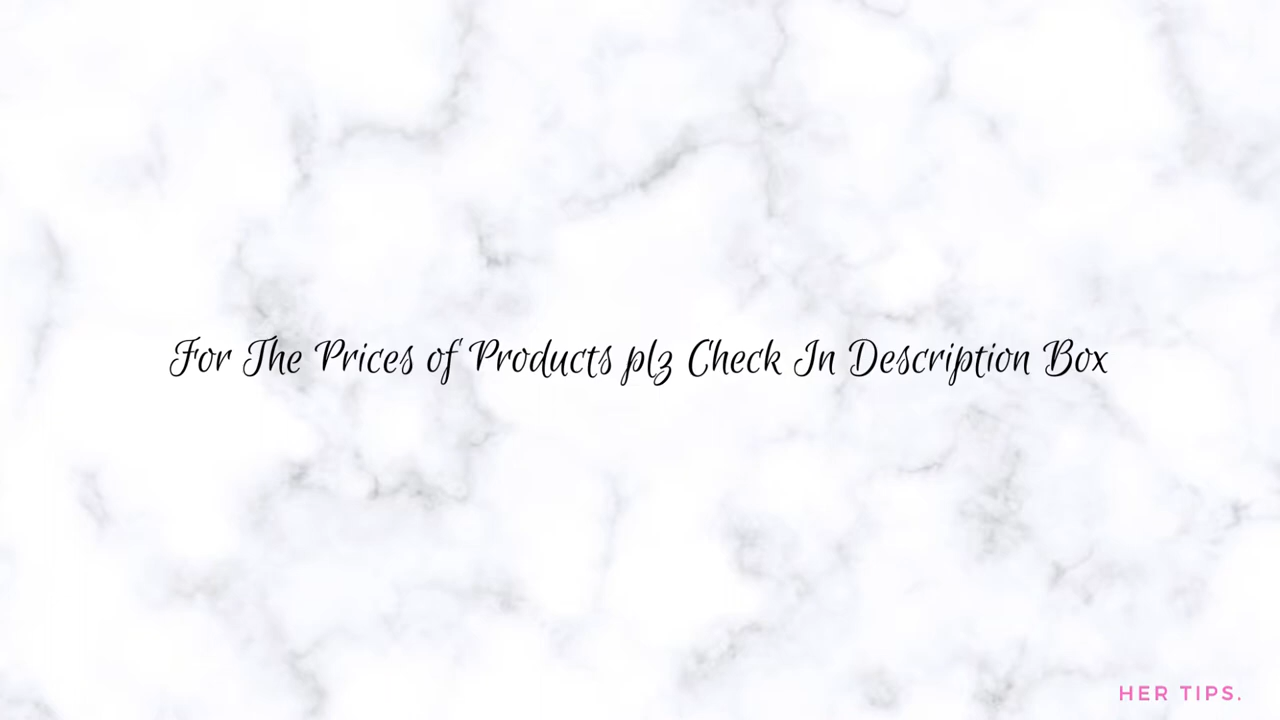 For The Prices of Products plz Check In Description Box
HER TIPS.